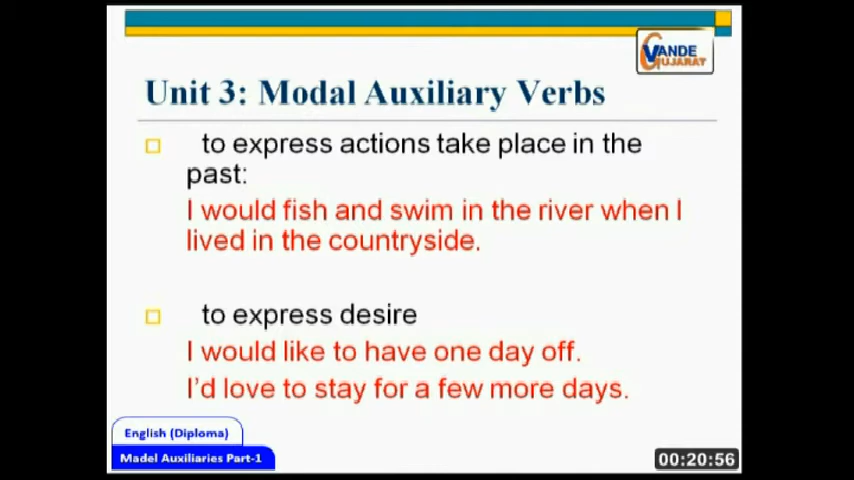 VANDE
GUJARAT
Unit 3: Modal Auxiliary Verbs
to express actions take place in the
past:
I would fish and swim in the river when I
lived in the countryside.
to express desire
I would like to have one day off.
I'd love to stay for a few more days.
English (Diploma)
Madel Auxiliaries Part-1
00:20:56